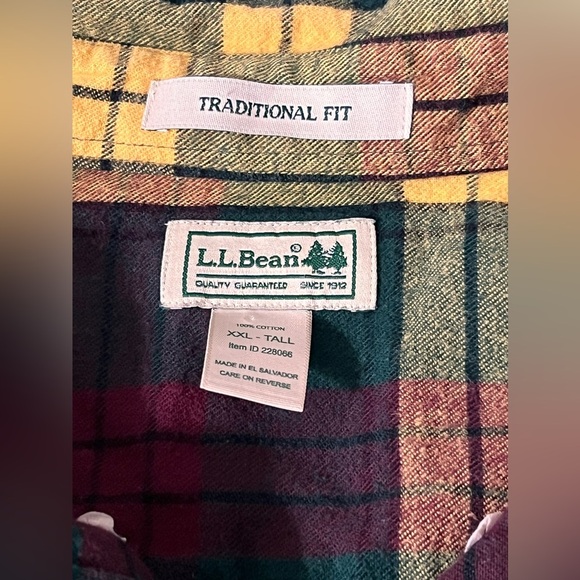 TRADITIONAL FIT
L.L.Bean®
QUALITY GUARANTEED SINCE 1912
100% COTTON
XXL - TALL
Item ID 228066
MADE IN EL SALVADOR
CARE ON REVERSE